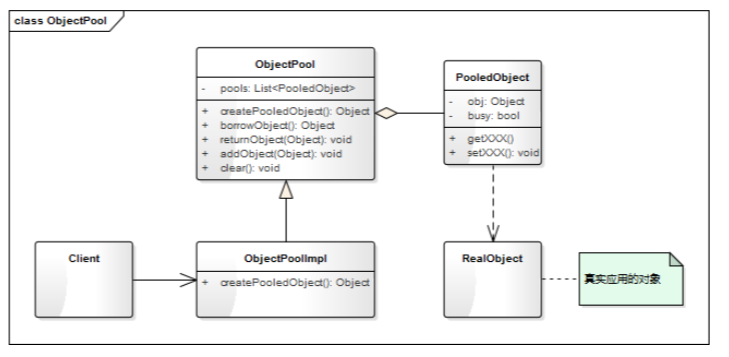 class ObjectPool
ObjectPool
- pools: List<PooledObject>
+ createPooledObject(): Object
+ borrowObject(): Object
+ returnObject(Object): void
+ addObject(Object): void
+ clear(): void
PooledObject
- obj: Object
- busy: bool
+ getXXX()
+ setXXX(): void
Client
ObjectPoolImpl
+ createPooledObject(): Object
RealObject
真实应用的对象